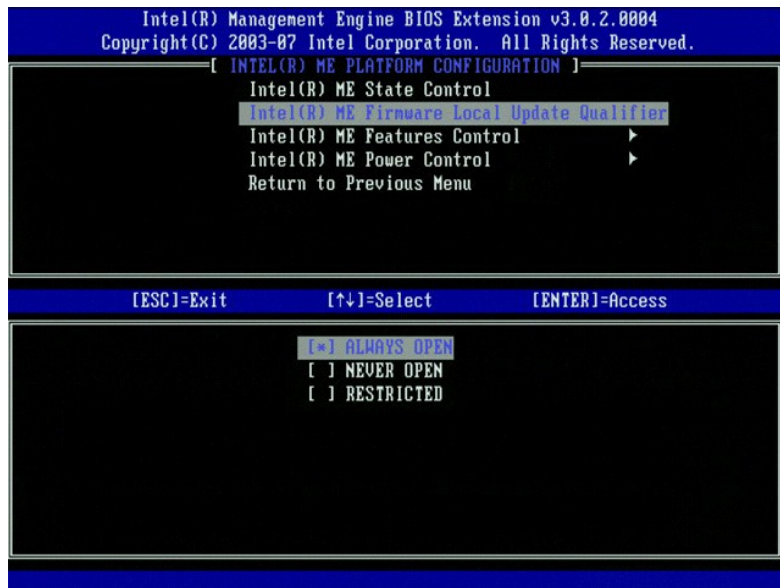 Intel(R) Management Engine BIOS Extension v3.0.2.0004
Copyright(C) 2003-07 Intel Corporation. All Rights Reserved.
[ INTEL(R) ME PLATFORM CONFIGURATION ]
Intel(R) ME State Control
Intel(R) ME Firmware Local Update Qualifier
Intel(R) ME Features Control ►
Intel(R) ME Power Control ►
Return to Previous Menu
[ESC]=Exit [↑↓]=Select [ENTER]=Access
[*] ALWAYS OPEN
[ ] NEVER OPEN
[ ] RESTRICTED